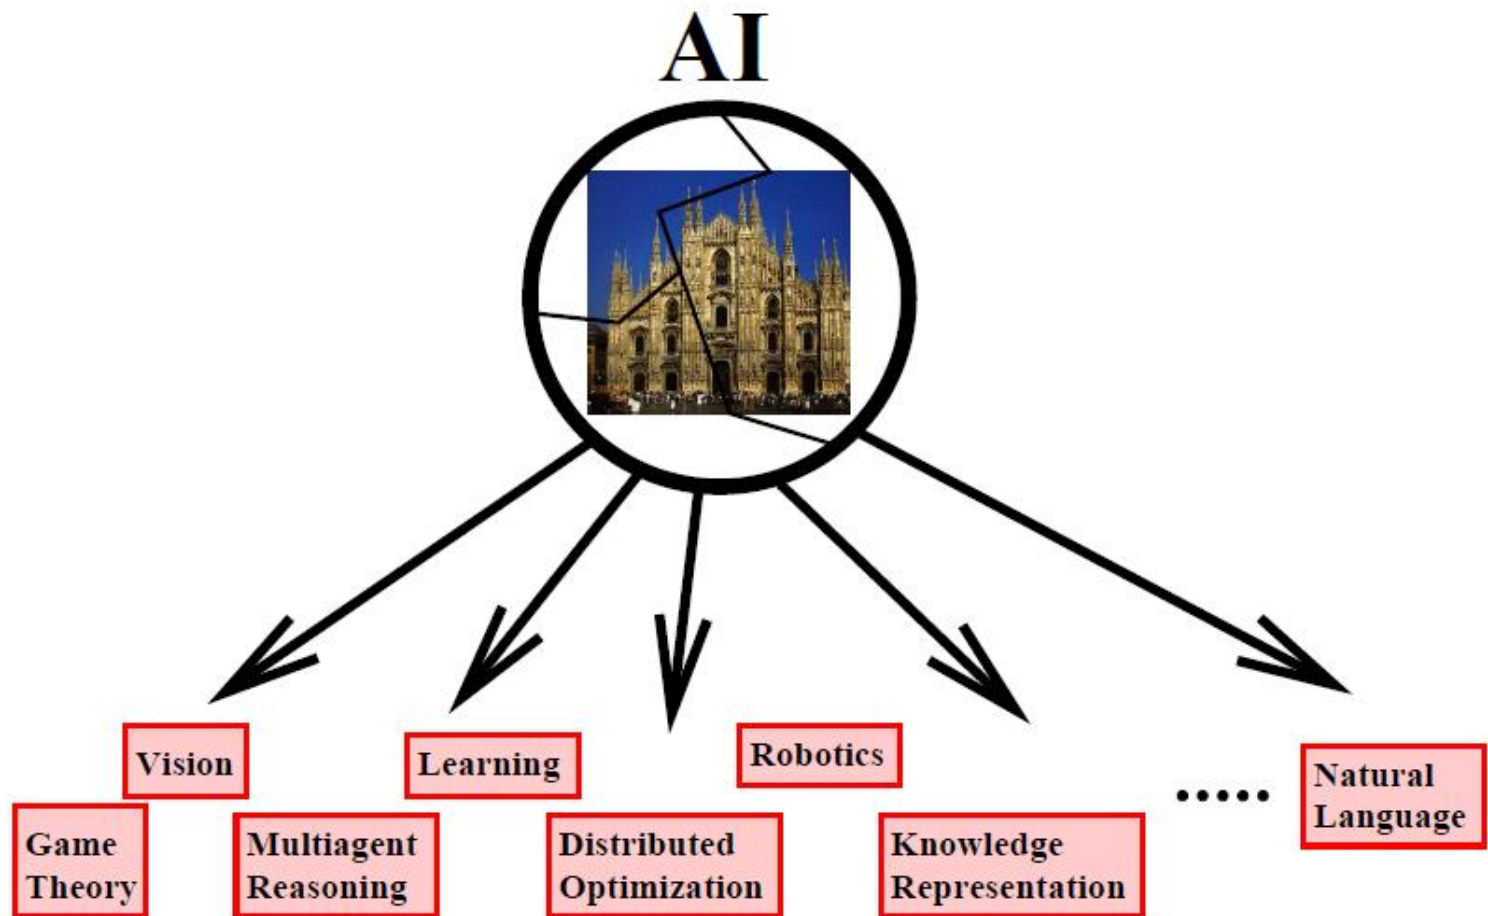 AI
Vision
Learning
Robotics
Natural
Language
Game
Theory
Multiagent
Reasoning
Distributed
Optimization
Knowledge
Representation
.....